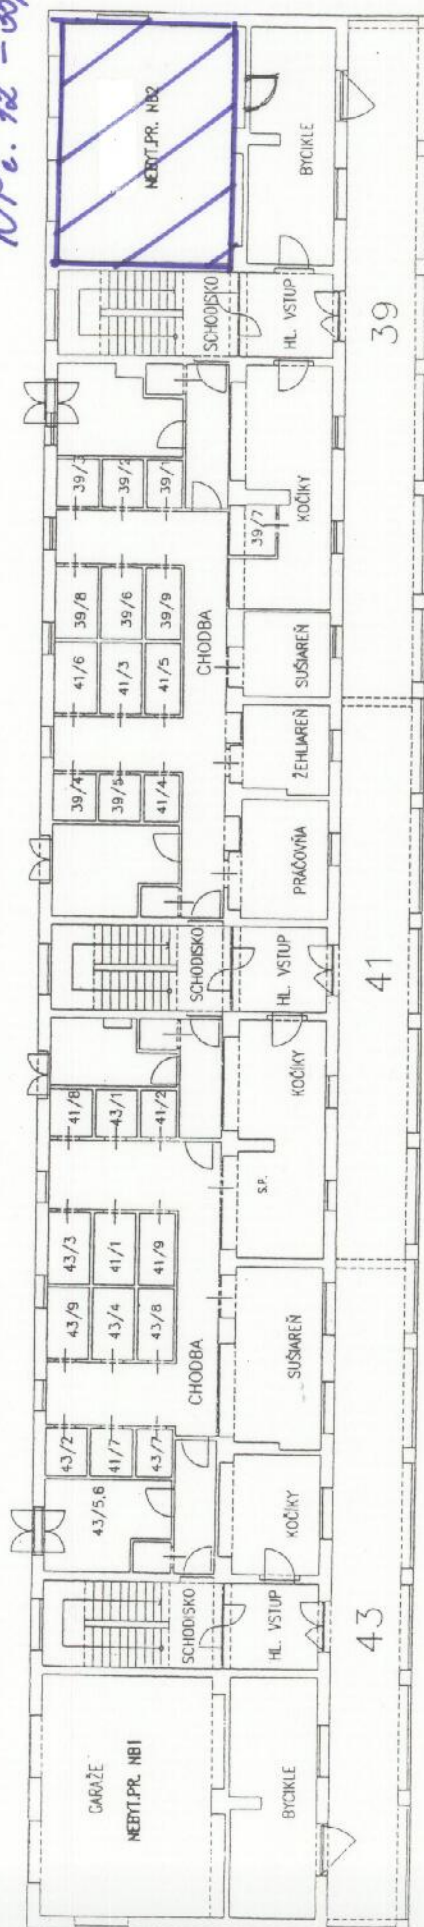 NEBYT.PR. NB2
BYCIKLE
SCHODISKO
HL. VSTUP
39
39/3
39/2
39/1
KOČÍKY
39/7
39/8
39/6
39/9
41/6
41/3
41/5
CHODBA
SUŠIAREŇ
ŽEHLIAREŇ
39/4
39/5
41/4
PRÁČOVŇA
SCHODISKO
HL. VSTUP
41
41/8
43/1
41/2
KOČÍKY
S.P.
43/3
41/1
41/9
43/9
43/4
43/8
CHODBA
SUŠIAREŇ
43/2
41/7
43/7
43/5,6
KOČÍKY
SCHODISKO
HL. VSTUP
43
GARÁŽE
NEBYT.PR. NB1
BYCIKLE